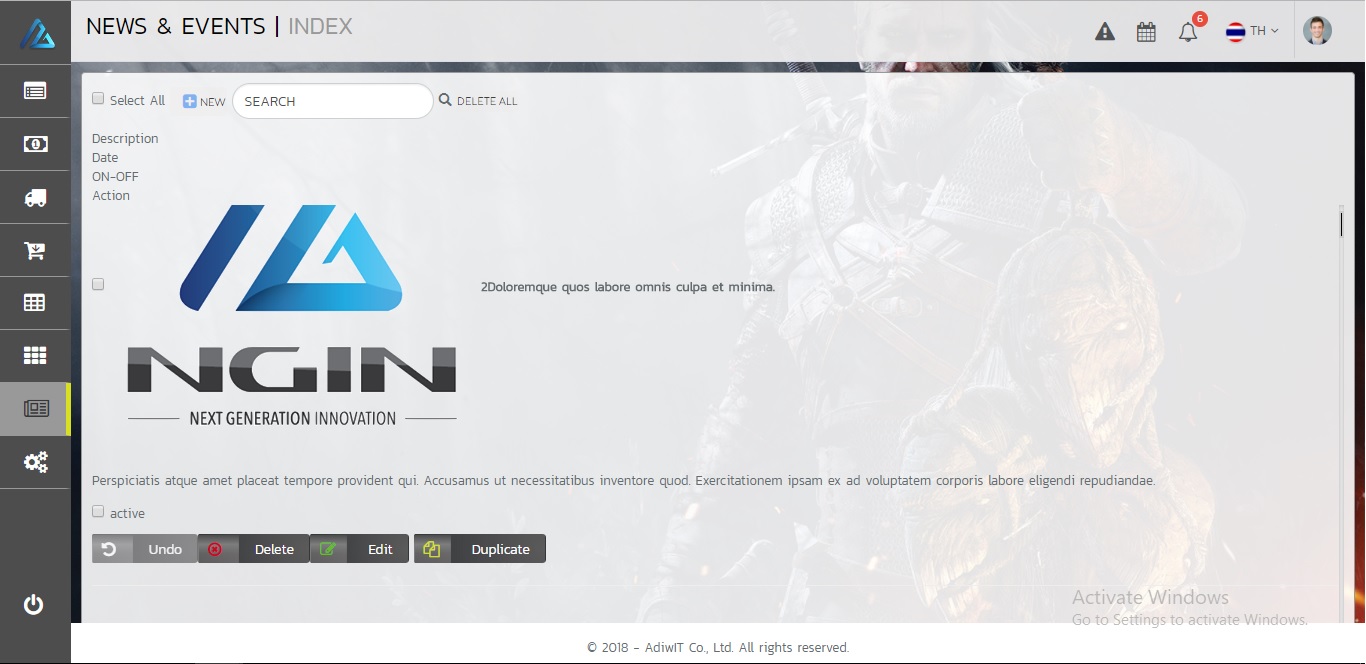 NEWS & EVENTS | INDEX
6
TH
Select All
NEW
SEARCH
DELETE ALL
Description
Date
ON-OFF
Action
2Doloremque quos labore omnis culpa et minima.
NGIN
NEXT GENERATION INNOVATION
Perspiciatis atque amet placeat tempore provident qui. Accusamus ut necessitatibus inventore quod. Exercitationem ipsam ex ad voluptatem corporis labore eligendi repudiandae.
active
Undo
Delete
Edit
Duplicate
Activate Windows
Go to Settings to activate Windows.
© 2018 - AdiwIT Co., Ltd. All rights reserved.